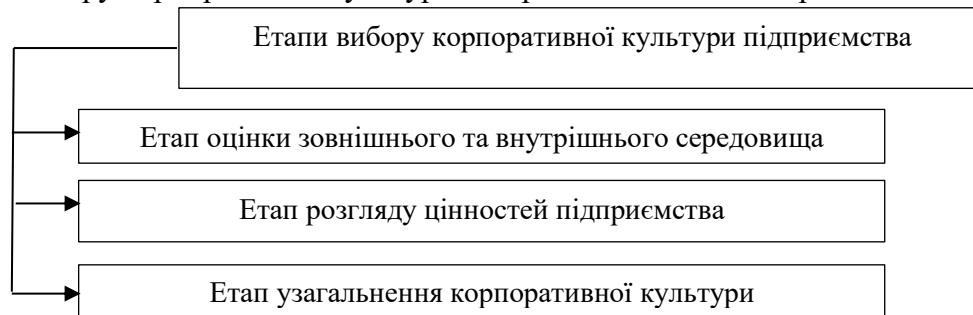 Етапи вибору корпоративної культури підприємства
Етап оцінки зовнішнього та внутрішнього середовища
Етап розгляду цінностей підприємства
Етап узагальнення корпоративної культури